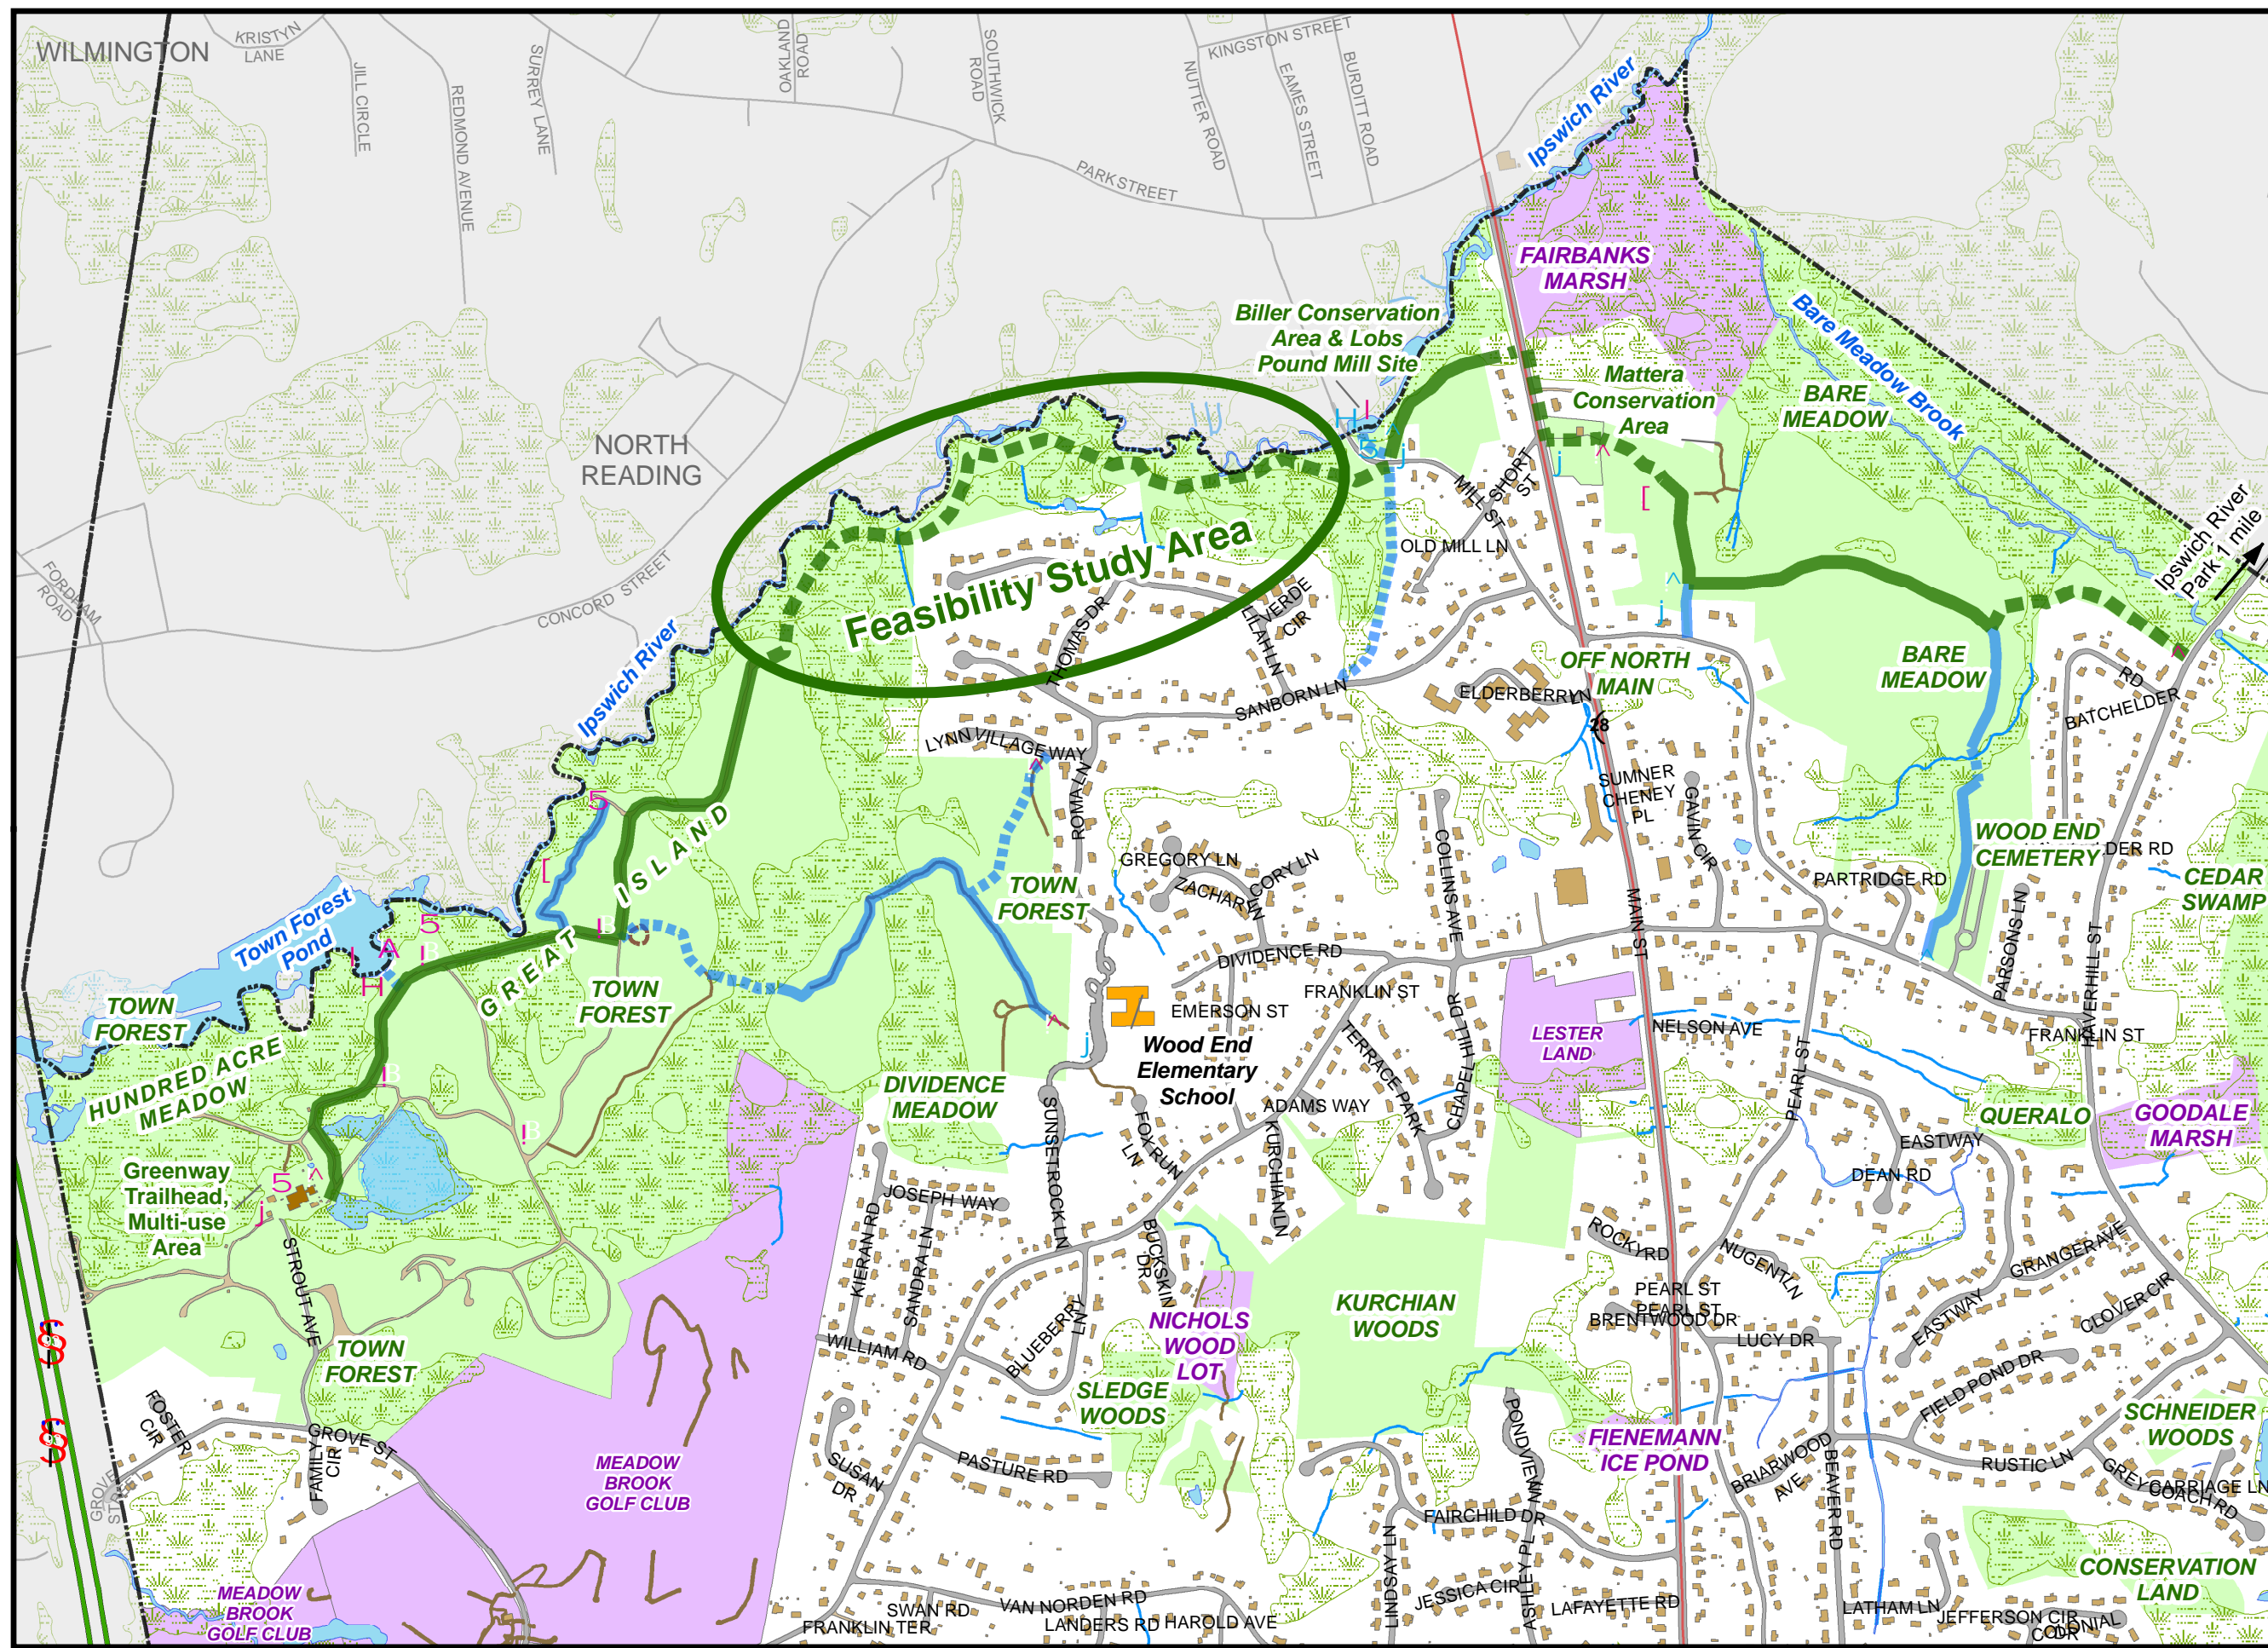 WILMINGTON
KRISTYN
LANE
JILL CIRCLE
REDMOND AVENUE
SURREY LANE
OAKLAND
ROAD
SOUTHWICK
ROAD
NUTTER ROAD
KINGSTON STREET
EAMES STREET
BURDITT ROAD
PARK STREET
Ipswich River
FAIRBANKS
MARSH
Bare Meadow Brook
Biller Conservation
Area & Lobs
Pound Mill Site
Mattera
Conservation
Area
BARE
MEADOW
NORTH
READING
FORDHAM
ROAD
CONCORD STREET
Ipswich River
Feasibility Study Area
MILL ST
SHORT
ST
OLD MILL LN
Ipswich River
Park 1 mile
THOMAS DR
LILAH LN
VERDE
CIR
SANBORN LN
ELDERBERRY LN
OFF NORTH
MAIN
28
BARE
MEADOW
BATCHELDER
RD
LYNN VILLAGE WAY
ROMA LN
SUMNER
CHENEY
PL
GAVIN CIR
COLLINS AVE
MAIN ST
GREGORY LN
ZACHARY LN
CORY LN
PARTRIDGE RD
WOOD END
CEMETERY
DER RD
CEDAR
SWAMP
PARSONS LN
HAVERHILL ST
GREAT ISLAND
Town Forest
Pond
TOWN
FOREST
TOWN
FOREST
TOWN
FOREST
HUNDRED ACRE
MEADOW
DIVIDENCE RD
FRANKLIN ST
EMERSON ST
Wood End
Elementary
School
TERRACE PARK
CHAPEL HILL DR
LESTER
LAND
NELSON AVE
FRANKLIN ST
PEARL ST
DIVIDENCE
MEADOW
ADAMS WAY
SUNSET ROCK LN
FOX RUN
LN
KURCHIAN LN
QUERALO
GOODALE
MARSH
EASTWAY
DEAN RD
Greenway
Trailhead,
Multi-use
Area
STROUT AVE
JOSEPH WAY
KIERAN RD
SANDRA LN
BUCKSKIN
DR
ROCKY RD
NUGENT LN
GRANGER AVE
PEARL ST
PEARL ST
BRENTWOOD DR
LUCY DR
EASTWAY
CLOVER CIR
KURCHIAN
WOODS
NICHOLS
WOOD
LOT
TOWN
FOREST
WILLIAM RD
BLUEBERRY
LN
SLEDGE
WOODS
FIELD POND DR
SCHNEIDER
WOODS
FOSTER
CIR
GROVE ST
FAMILY
CIR
GROVE
STREET
MEADOW
BROOK
GOLF CLUB
SUSAN
DR
PASTURE RD
PONDVIEW LN
FIENEMANN
ICE POND
BRIARWOOD
AVE
BEAVER RD
RUSTIC LN
GREY COACH RD
CARRIAGE LN
FAIRCHILD DR
LINDSAY LN
JESSICA CIR
ASHLEY PL
LAFAYETTE RD
CONSERVATION
LAND
MEADOW
BROOK
GOLF CLUB
FRANKLIN TER
SWAN RD
VAN NORDEN RD
LANDERS RD
HAROLD AVE
LATHAM LN
JEFFERSON CIR
COLONIAL
DR